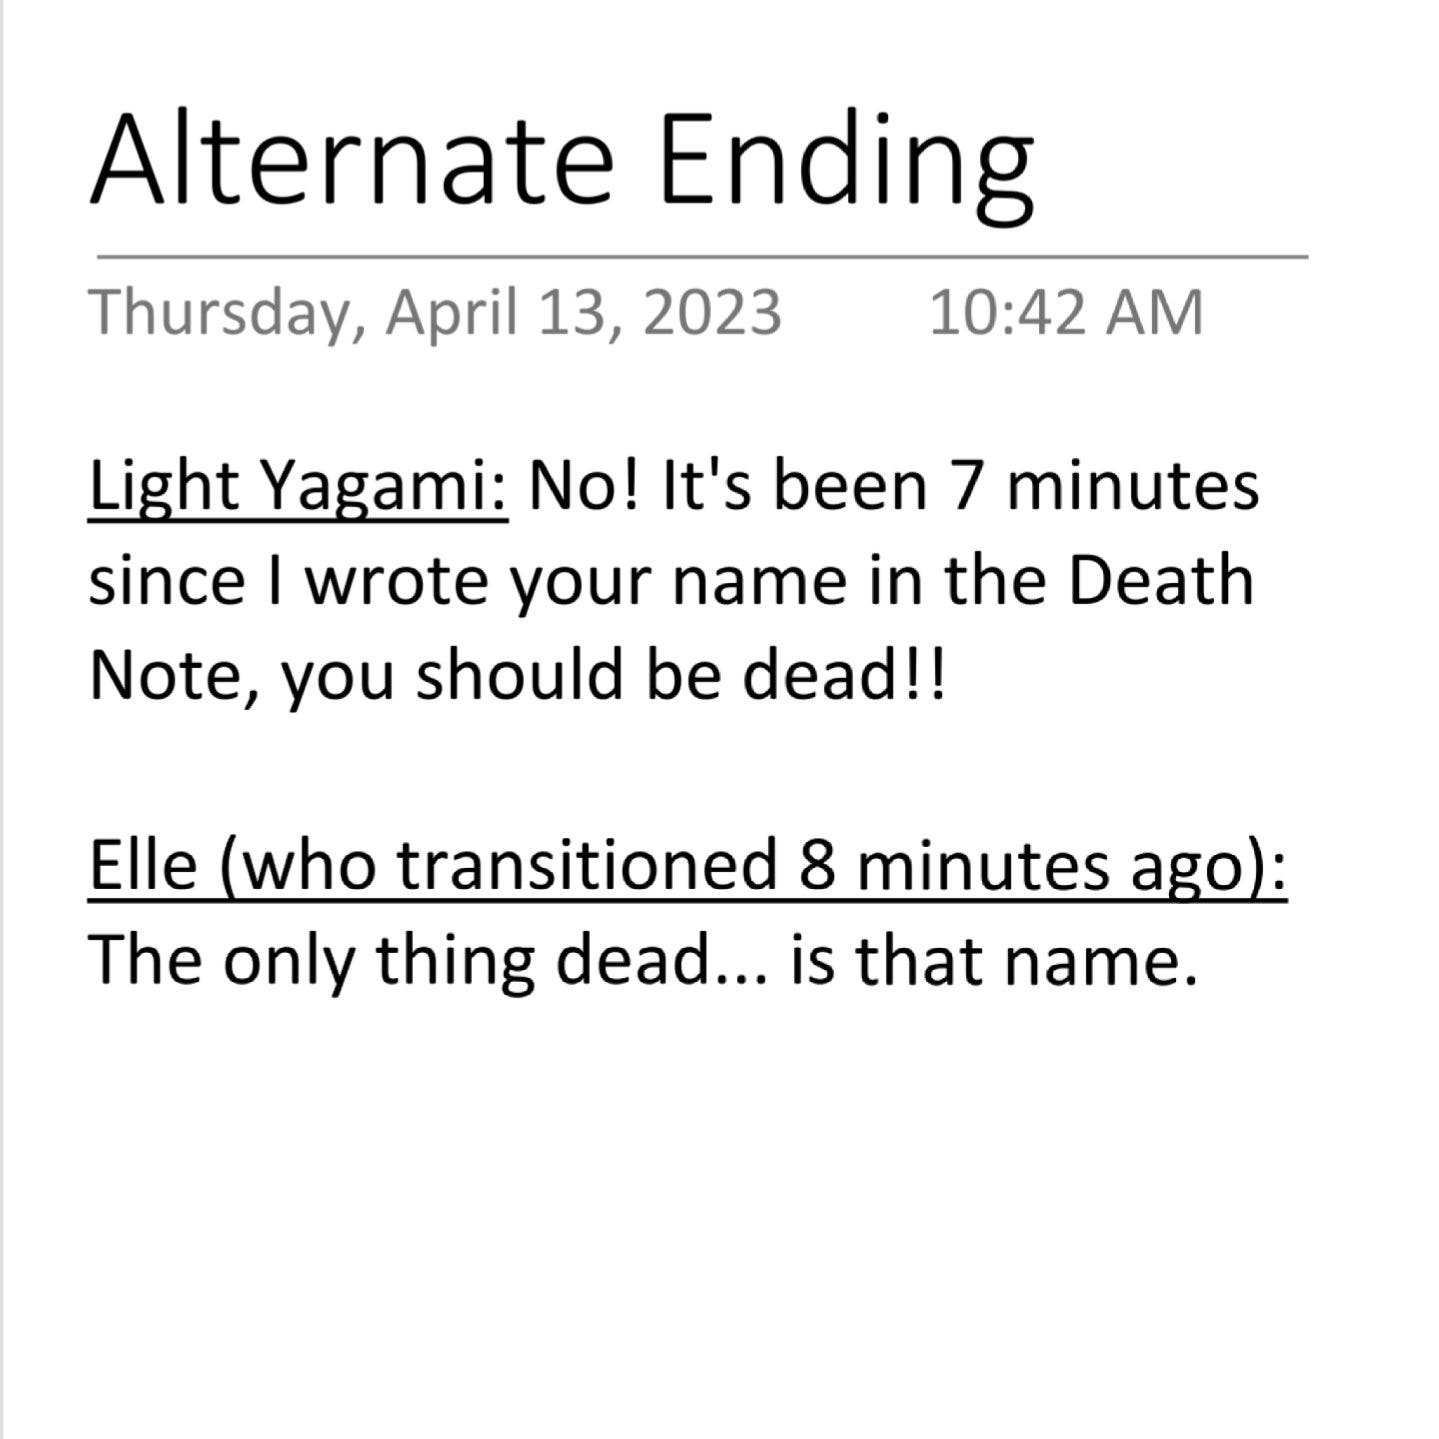 Alternate Ending
Thursday, April 13, 2023 10:42 AM
Light Yagami: No! It's been 7 minutes
since I wrote your name in the Death
Note, you should be dead!!
Elle (who transitioned 8 minutes ago):
The only thing dead... is that name.